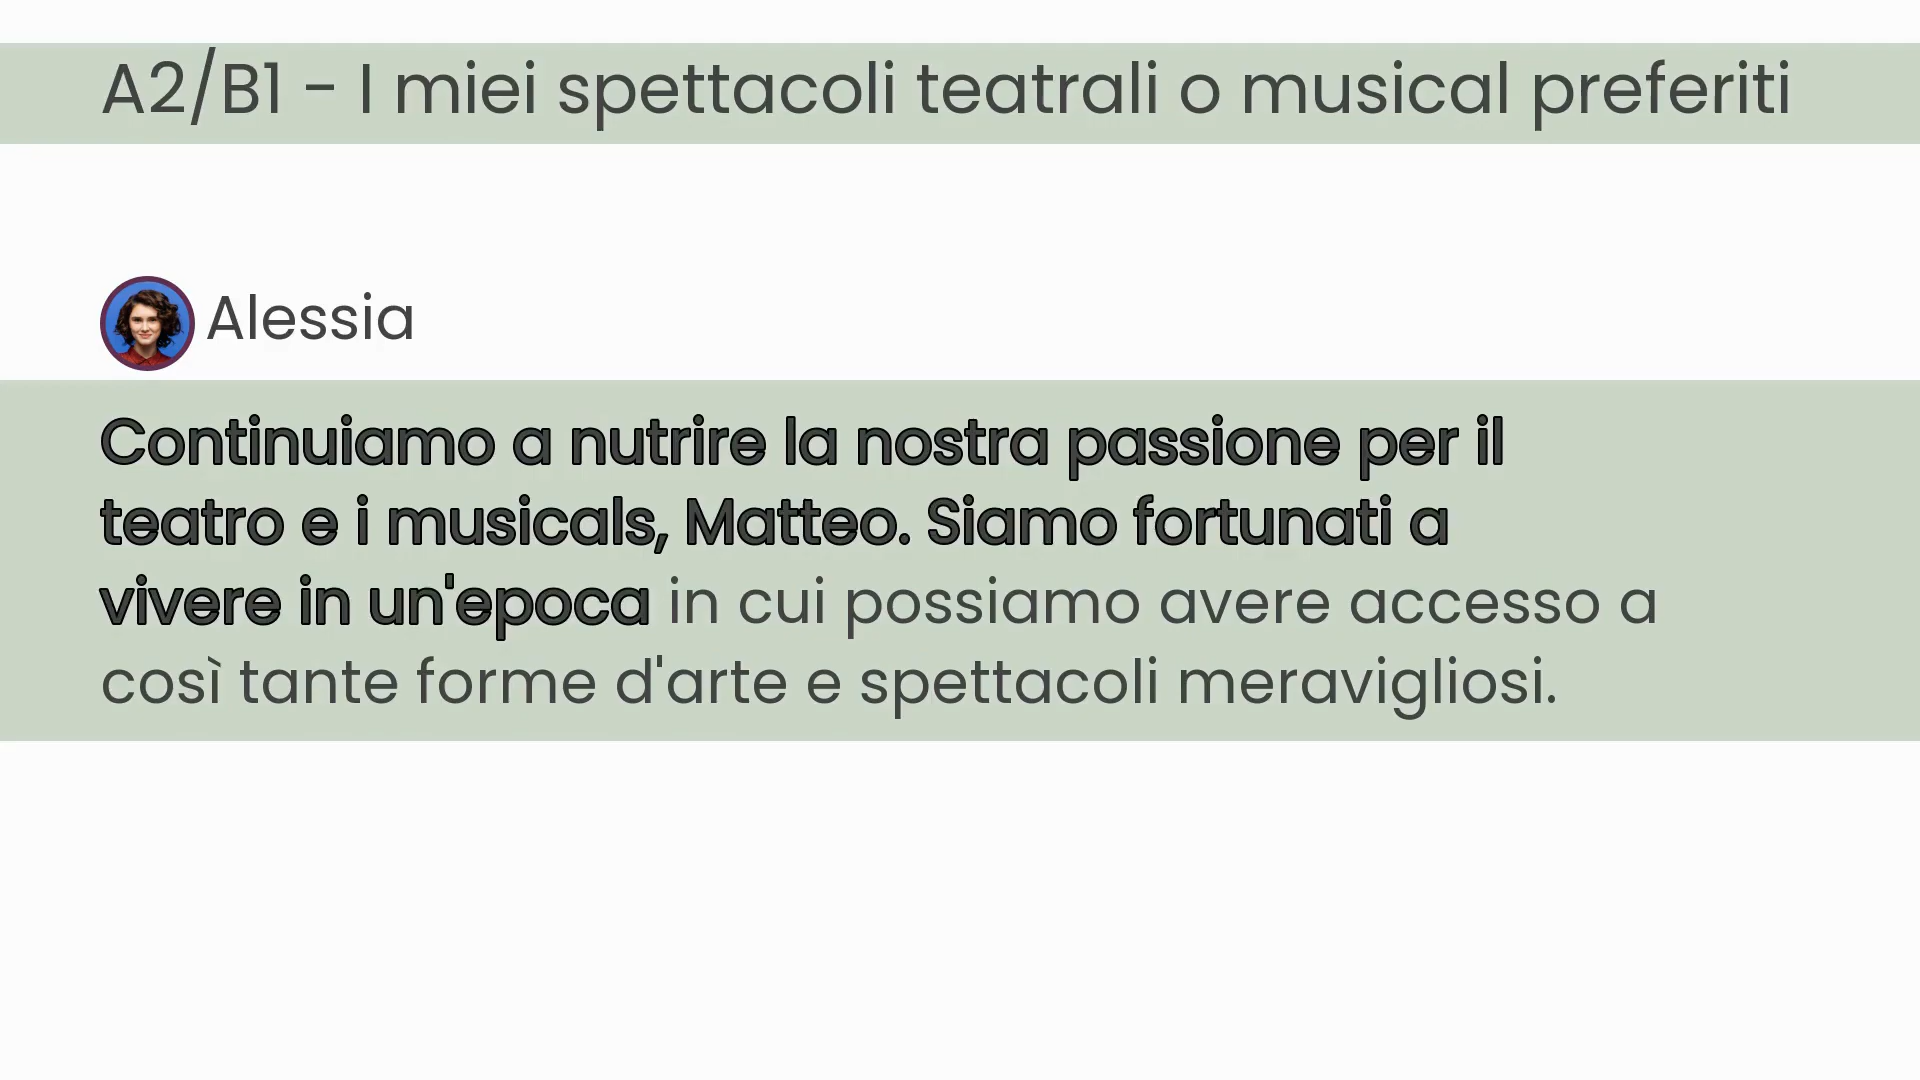 A2/B1 - I miei spettacoli teatrali o musical preferiti
Alessia
Continuiamo a nutrire la nostra passione per il
teatro e i musicals, Matteo. Siamo fortunati a
vivere in un'epoca in cui possiamo avere accesso a
così tante forme d'arte e spettacoli meravigliosi.